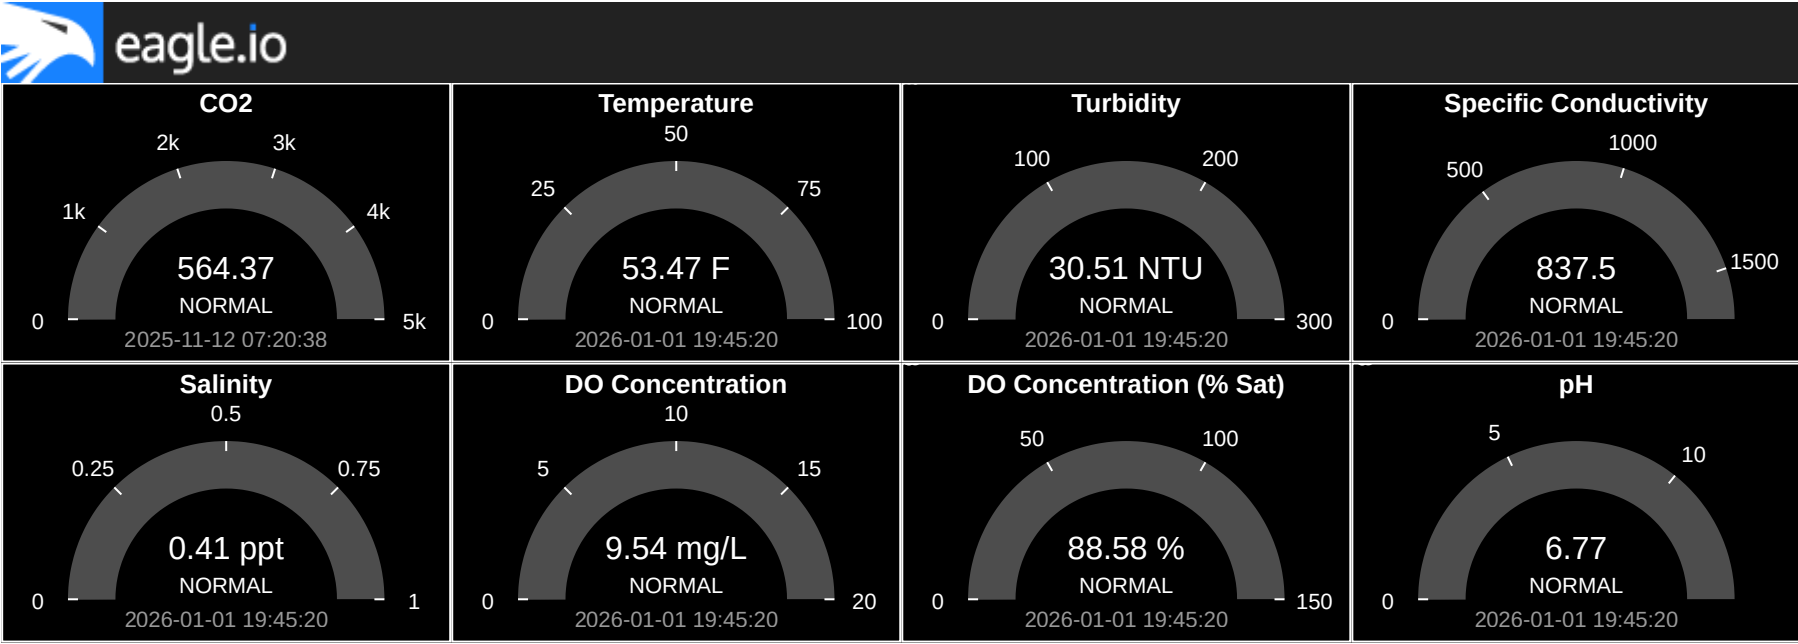 eagle.io
CO2
2k
3k
1k
4k
564.37
NORMAL
0
5k
2025-11-12 07:20:38
Temperature
50
25
75
53.47 F
NORMAL
0
100
2026-01-01 19:45:20
Turbidity
100
200
30.51 NTU
NORMAL
0
300
2026-01-01 19:45:20
Specific Conductivity
1000
500
1500
837.5
NORMAL
0
2026-01-01 19:45:20
Salinity
0.5
0.25
0.75
0.41 ppt
NORMAL
0
1
2026-01-01 19:45:20
DO Concentration
10
5
15
9.54 mg/L
NORMAL
0
20
2026-01-01 19:45:20
DO Concentration (% Sat)
50
100
88.58 %
NORMAL
0
150
2026-01-01 19:45:20
pH
5
10
6.77
NORMAL
0
2026-01-01 19:45:20